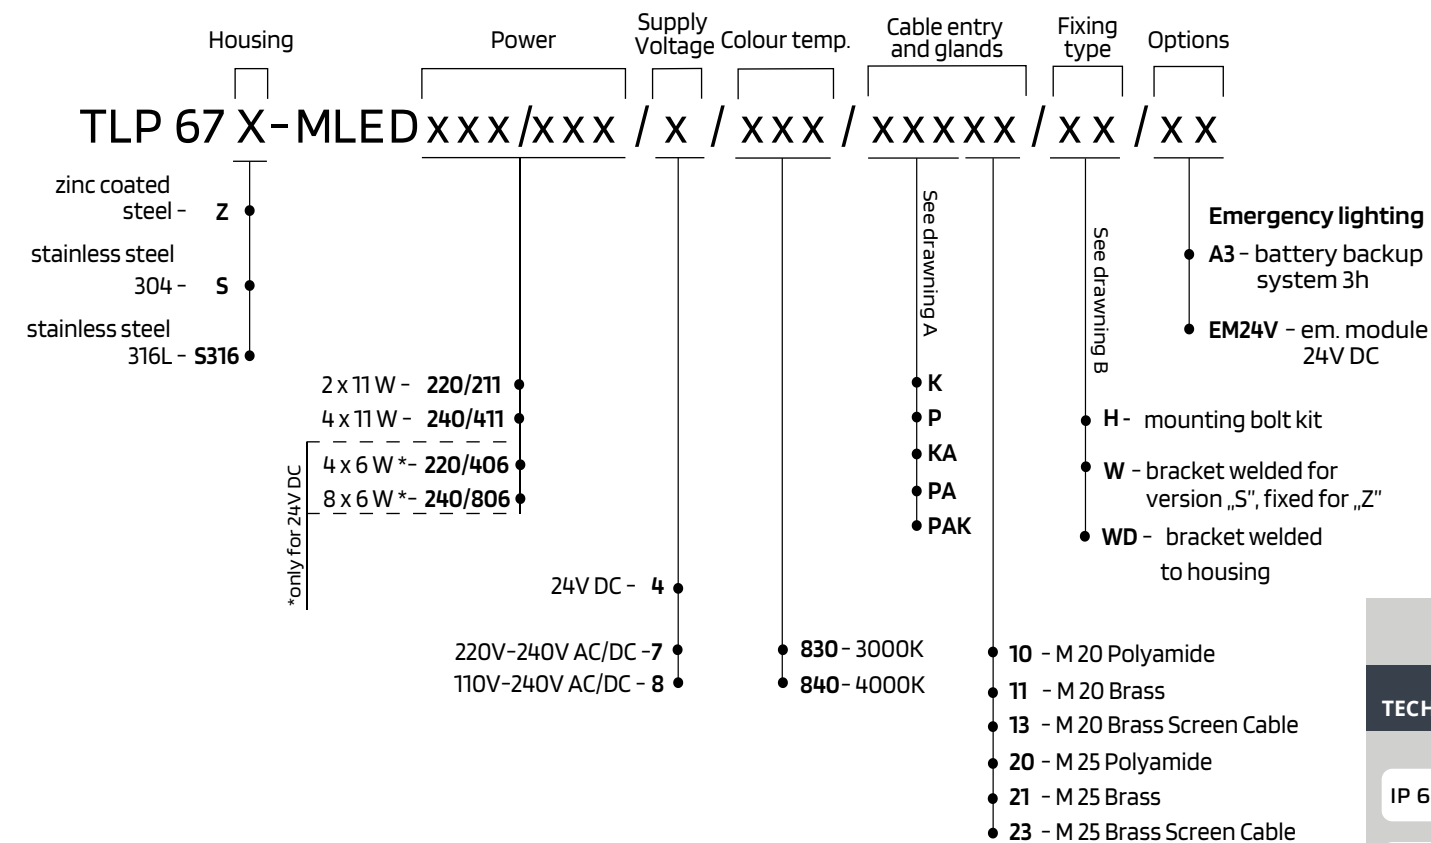 Housing
Power
Supply
Voltage
Colour temp.
Cable entry
and glands
Fixing
type
Options
TLP 67 X-MLEDxxx/xxx / x / xxx / xxxxx / xx / xx
zinc coated
steel - Z
stainless steel
304 - S
stainless steel
316L - S316
2 x 11 W - 220/211
4 x 11 W - 240/411
4 x 6 W *- 220/406
8 x 6 W *- 240/806
*only for 24V DC
24V DC - 4
220V-240V AC/DC -7
110V-240V AC/DC - 8
830 - 3000K
840 - 4000K
See drawning A
K
P
KA
PA
PAK
10 - M 20 Polyamide
11 - M 20 Brass
13 - M 20 Brass Screen Cable
20 - M 25 Polyamide
21 - M 25 Brass
23 - M 25 Brass Screen Cable
See drawning B
H - mounting bolt kit
W - bracket welded for
version „S”, fixed for „Z”
WD - bracket welded
to housing
Emergency lighting
A3 - battery backup
system 3h
EM24V - em. module
24V DC
TECH
IP 6